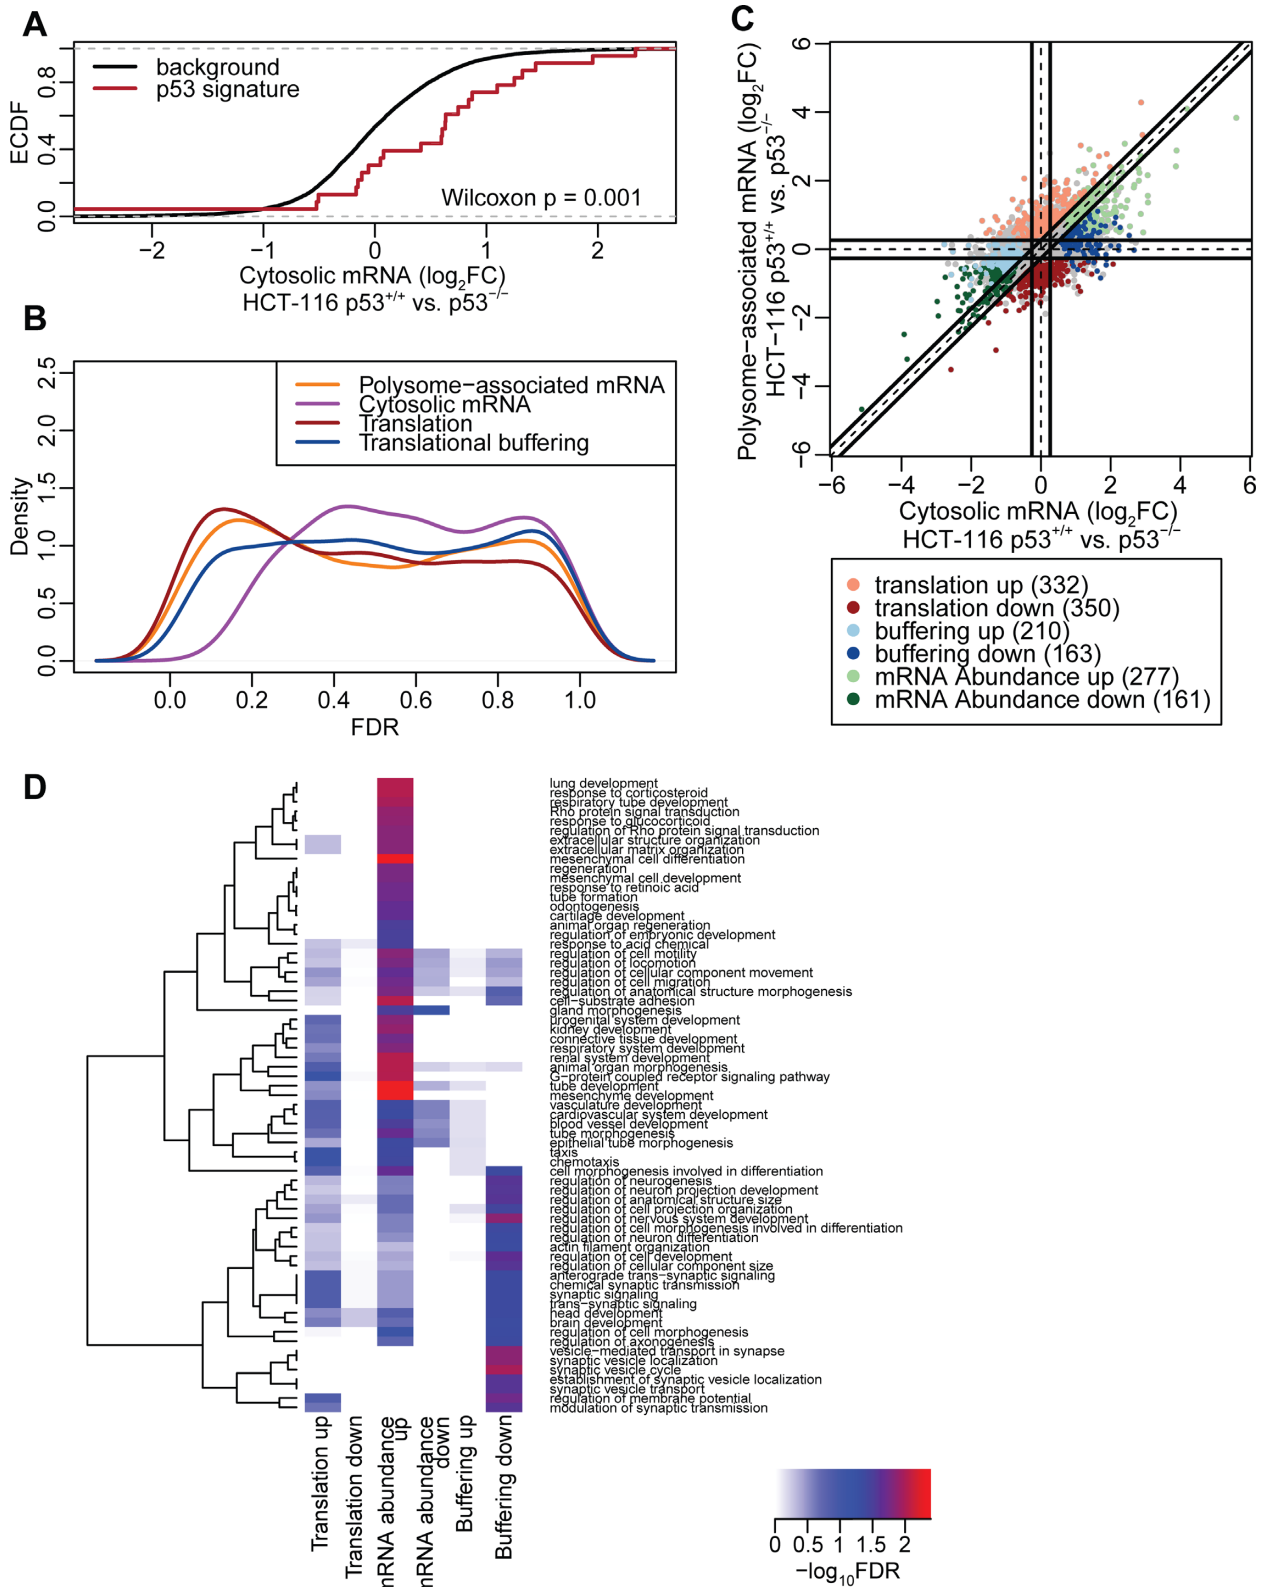 A
background
p53 signature
ECDF
0.0
0.4
0.8
Wilcoxon p = 0.001
−2
−1
0
1
2
Cytosolic mRNA (log2FC)
HCT-116 p53+/+ vs. p53−/−
B
Polysome−associated mRNA
Cytosolic mRNA
Translation
Translational buffering
Density
0.0
0.5
1.0
1.5
2.0
2.5
0.0
0.2
0.4
0.6
0.8
1.0
FDR
C
Polysome−associated mRNA (log2FC)
HCT−116 p53+/+ vs. p53−/−
6
4
2
0
−2
−4
−6
−6
−4
−2
0
2
4
6
Cytosolic mRNA (log2FC)
HCT-116 p53+/+ vs. p53−/−
translation up (332)
translation down (350)
buffering up (210)
buffering down (163)
mRNA Abundance up (277)
mRNA Abundance down (161)
D
lung development
response to corticosteroid
respiratory tube development
Rho protein signal transduction
response to glucocorticoid
regulation of Rho protein signal transduction
extracellular structure organization
extracellular matrix organization
mesenchymal cell differentiation
regeneration
mesenchymal cell development
response to retinoic acid
tube formation
odontogenesis
cartilage development
animal organ regeneration
regulation of embryonic development
response to acid chemical
regulation of cell motility
regulation of locomotion
regulation of cellular component movement
regulation of cell migration
regulation of anatomical structure morphogenesis
cell−substrate adhesion
gland morphogenesis
urogenital system development
kidney development
connective tissue development
respiratory system development
renal system development
animal organ morphogenesis
G−protein coupled receptor signaling pathway
tube development
mesenchyme development
vasculature development
cardiovascular system development
blood vessel development
tube morphogenesis
epithelial tube morphogenesis
taxis
chemotaxis
cell morphogenesis involved in differentiation
regulation of neurogenesis
regulation of neuron projection development
regulation of anatomical structure size
regulation of cell projection organization
regulation of nervous system development
regulation of cell morphogenesis involved in differentiation
regulation of neuron differentiation
actin filament organization
regulation of cell development
regulation of cellular component size
anterograde trans−synaptic signaling
chemical synaptic transmission
synaptic signaling
trans−synaptic signaling
head development
brain development
regulation of cell morphogenesis
regulation of axonogenesis
vesicle−mediated transport in synapse
synaptic vesicle localization
synaptic vesicle cycle
establishment of synaptic vesicle localization
synaptic vesicle transport
regulation of membrane potential
modulation of synaptic transmission
Translation up
Translation down
mRNA abundance
up
mRNA abundance
down
Buffering up
Buffering down
0
0.5
1
1.5
2
−log10FDR